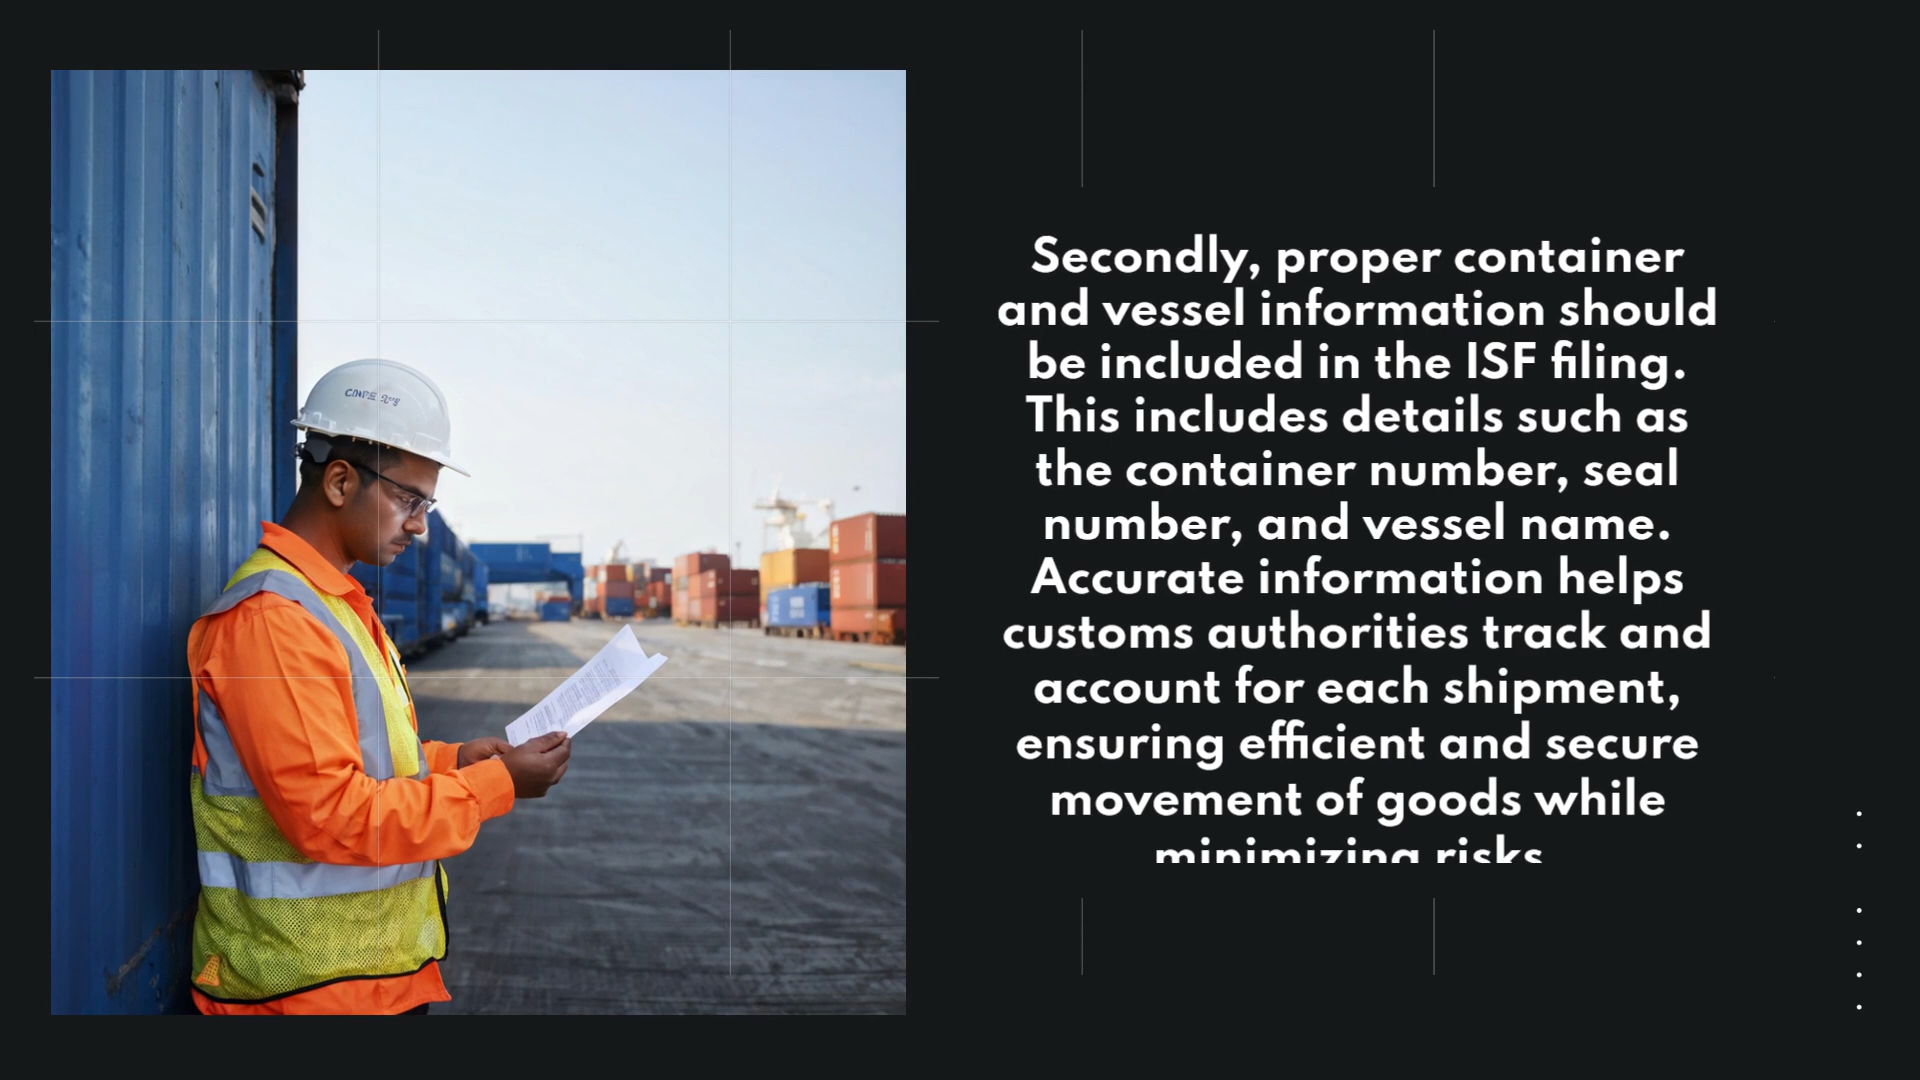 Secondly, proper container
and vessel information should
be included in the ISF filing.
This includes details such as
the container number, seal
number, and vessel name.
Accurate information helps
customs authorities track and
account for each shipment,
ensuring efficient and secure
movement of goods while
minimizing risks